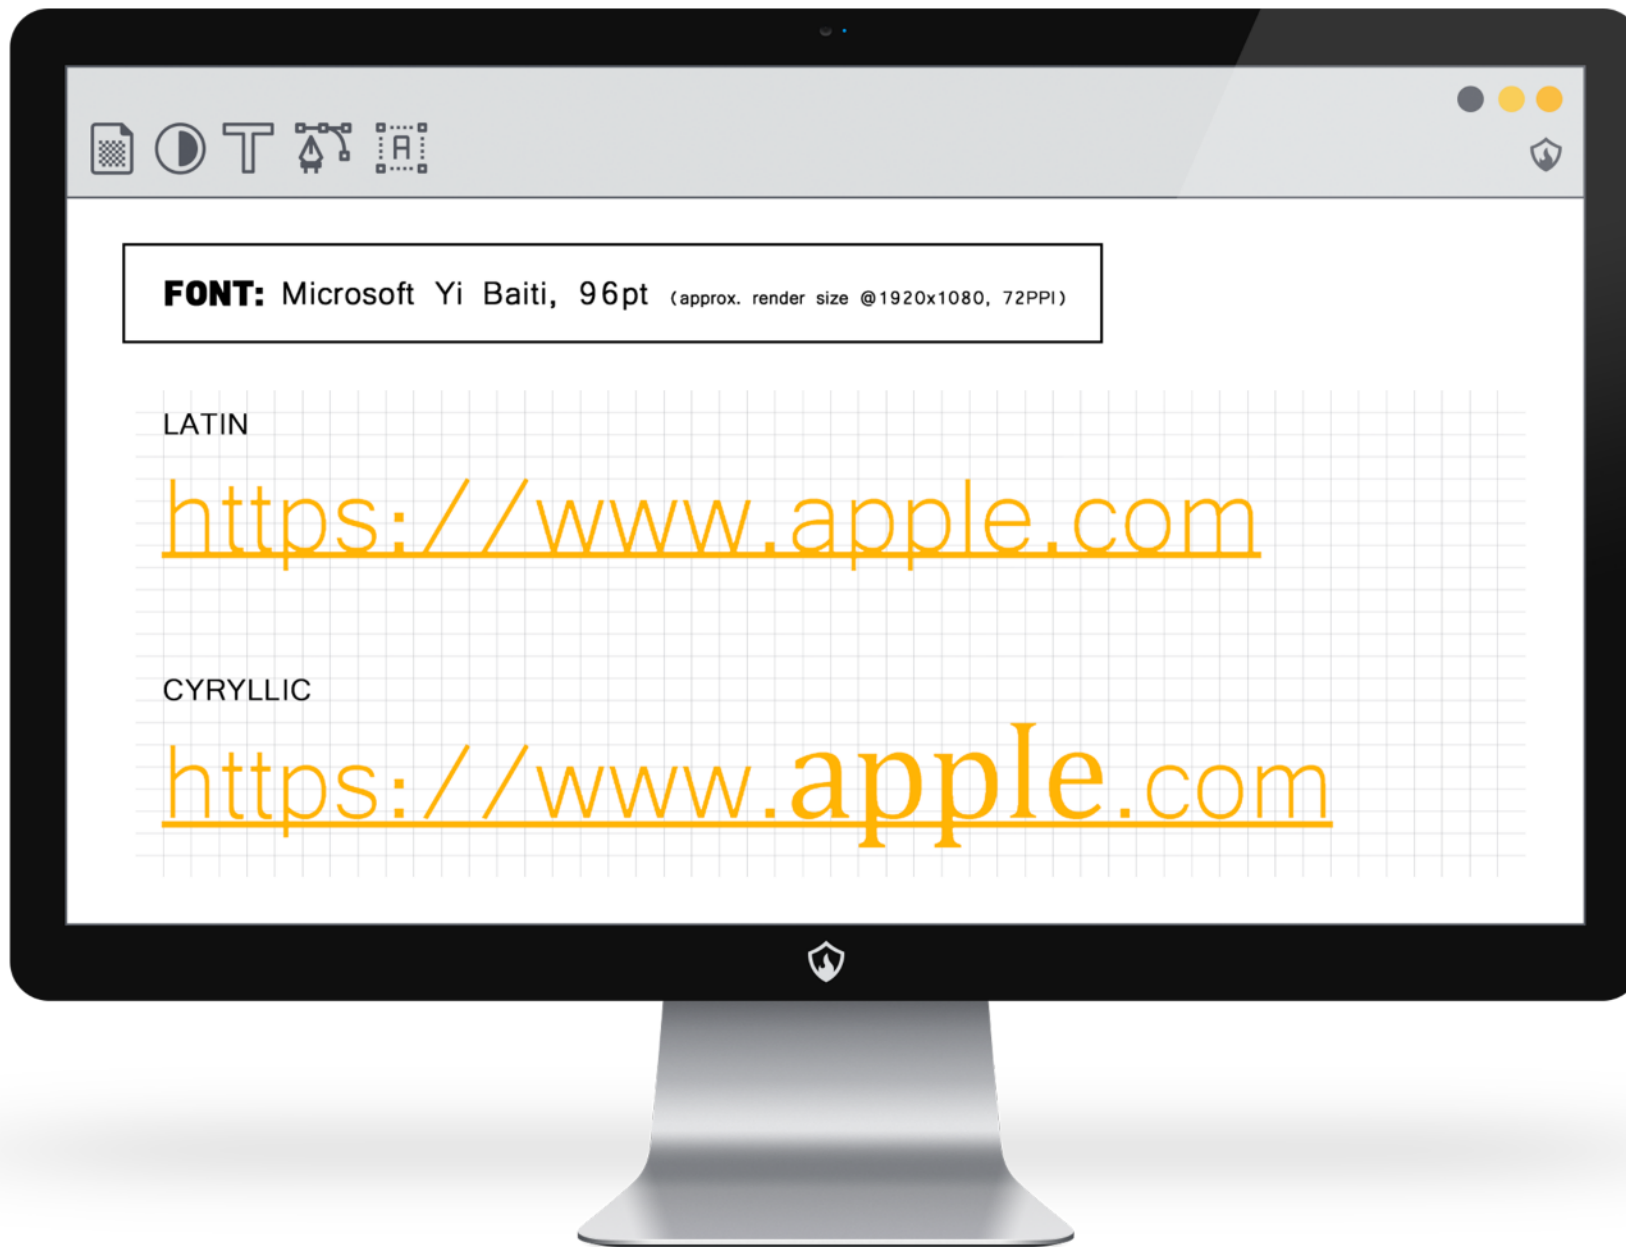 FONT: Microsoft Yi Baiti, 96pt (approx. render size @1920x1080, 72PPI)
LATIN
https://www.apple.com
CYRYLLIC
https://www.аррӏе.com